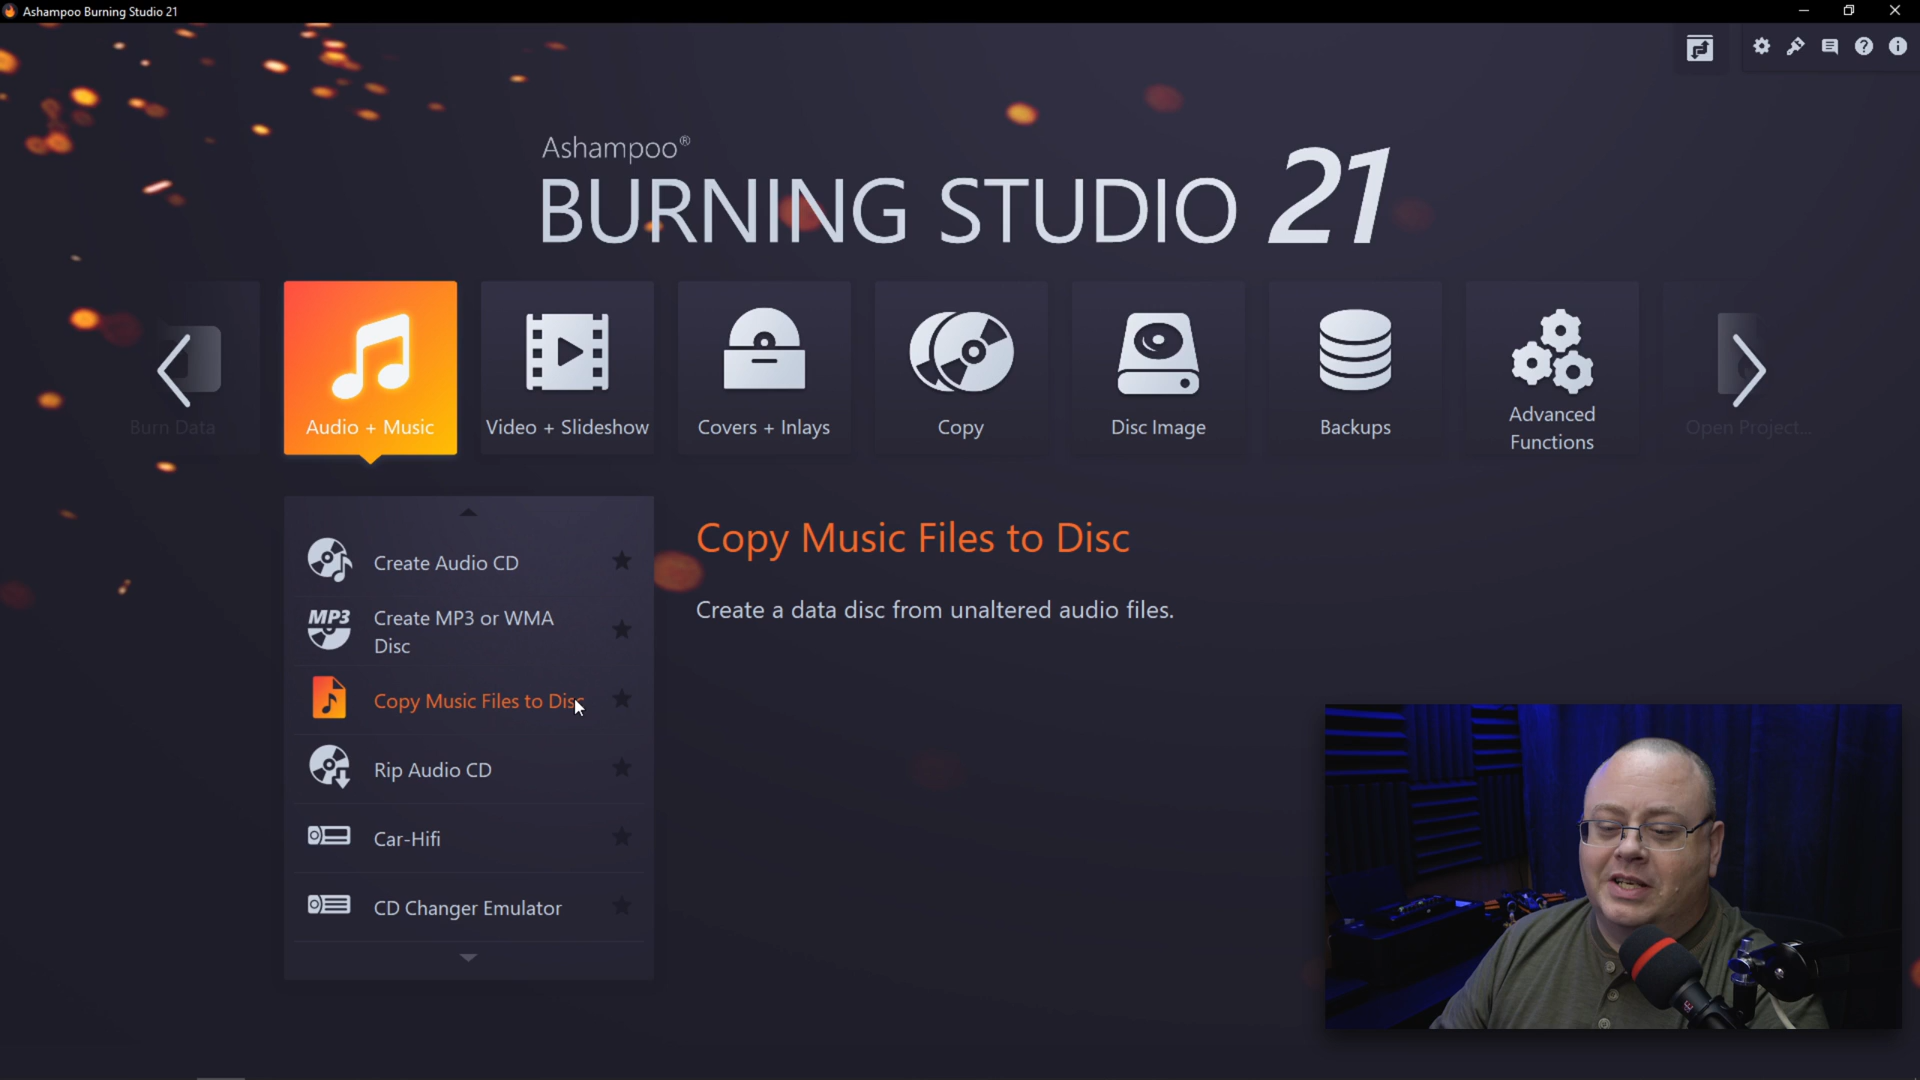 Ashampoo Burning Studio 21
Ashampoo®
BURNING STUDIO 21
Burn Data
Audio + Music
Video + Slideshow
Covers + Inlays
Copy
Disc Image
Backups
Advanced
Functions
Open Project...
Create Audio CD
MP3
Create MP3 or WMA
Disc
Copy Music Files to Disc
Rip Audio CD
Car-Hifi
CD Changer Emulator
Copy Music Files to Disc
Create a data disc from unaltered audio files.